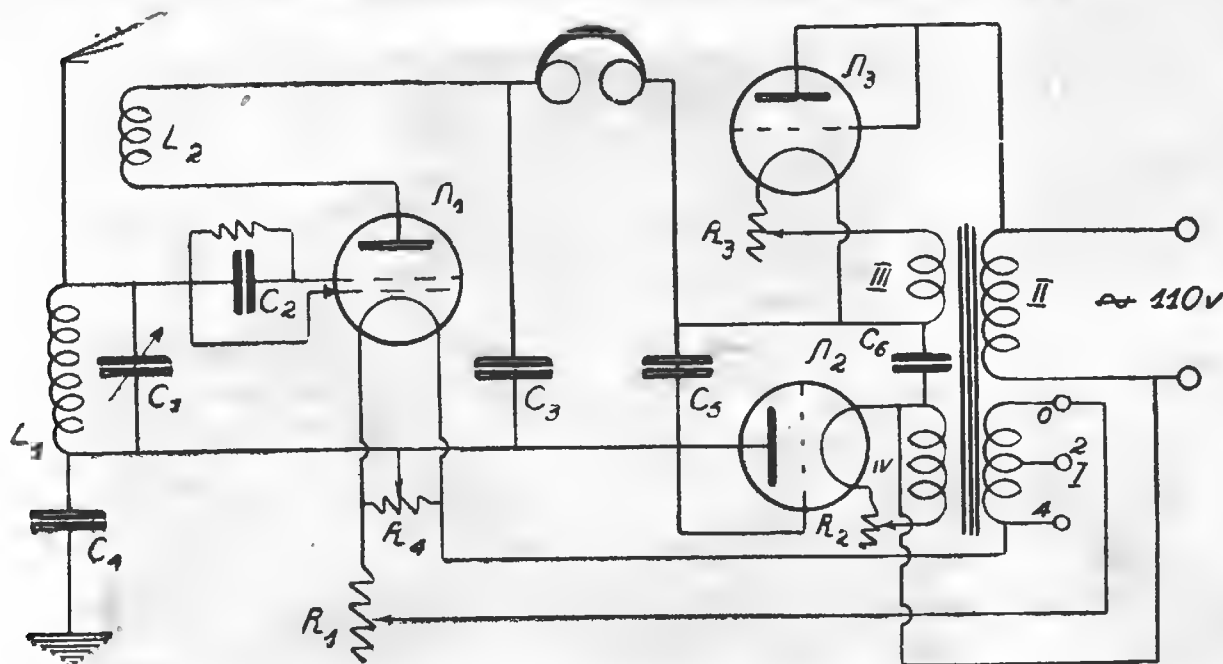 Л₃
L₂
Л₁
R₃
III
II
~ 110v
C₂
C₆
Л₂
C₁
C₃
C₅
0
L₁
IV
2
I
R₂
4
C₄
R₄
R₁